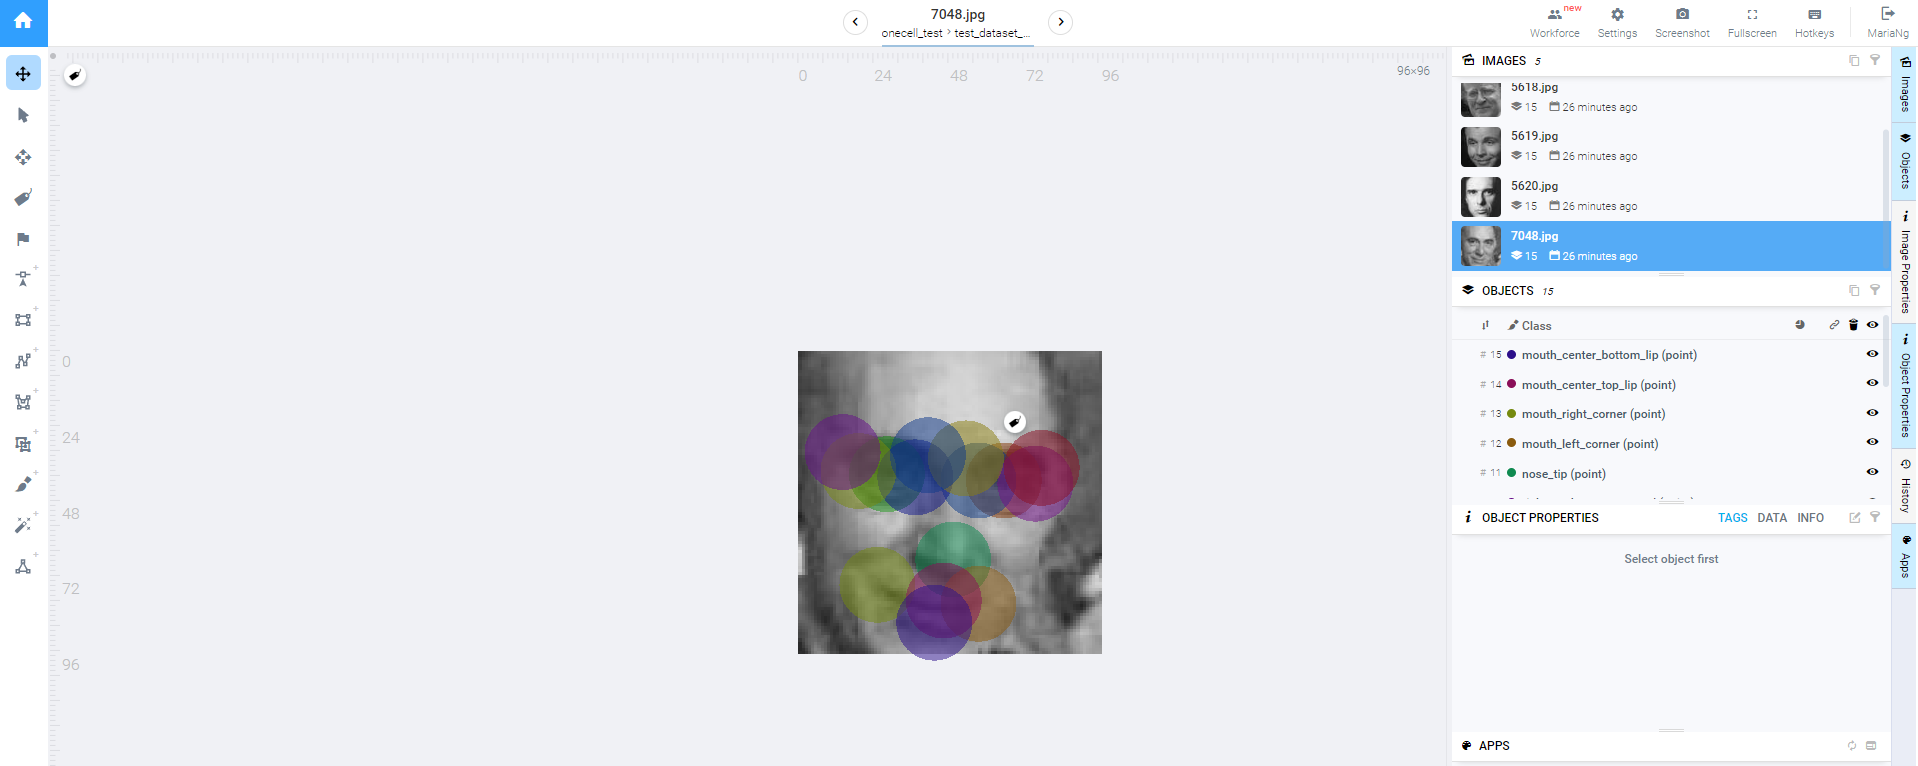 7048.jpg
onecell_test › test_dataset_...
new
Workforce
Settings
Screenshot
Fullscreen
Hotkeys
MariaNg
0 24 48 72 96
96×96
0
24
48
72
96
IMAGES 5
5618.jpg
15 26 minutes ago
5619.jpg
15 26 minutes ago
5620.jpg
15 26 minutes ago
7048.jpg
15 26 minutes ago
OBJECTS 15
Class
# 15 mouth_center_bottom_lip (point)
# 14 mouth_center_top_lip (point)
# 13 mouth_right_corner (point)
# 12 mouth_left_corner (point)
# 11 nose_tip (point)
OBJECT PROPERTIES TAGS DATA INFO
Select object first
APPS
Images
Objects
Image Properties
Object Properties
History
Apps